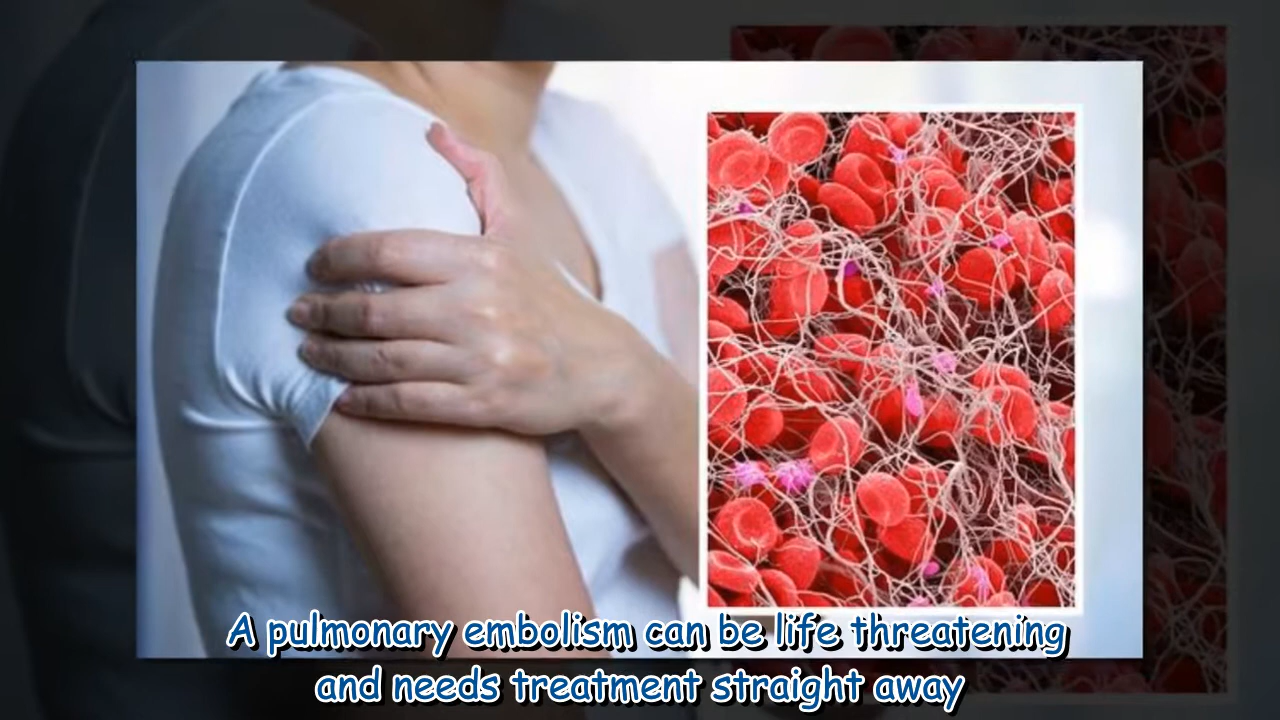 A pulmonary embolism can be life threatening
and needs treatment straight away